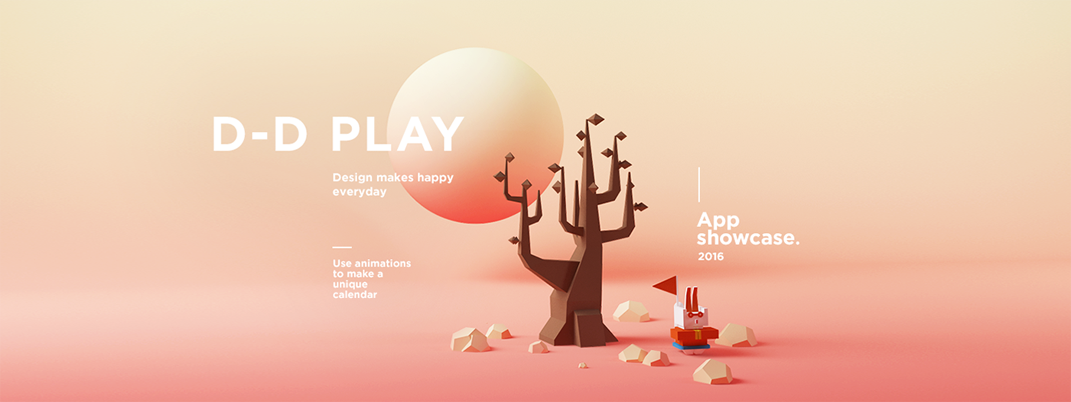 D-D PLAY
Design makes happy
everyday
Use animations
to make a
unique
calendar
App
showcase.
2016